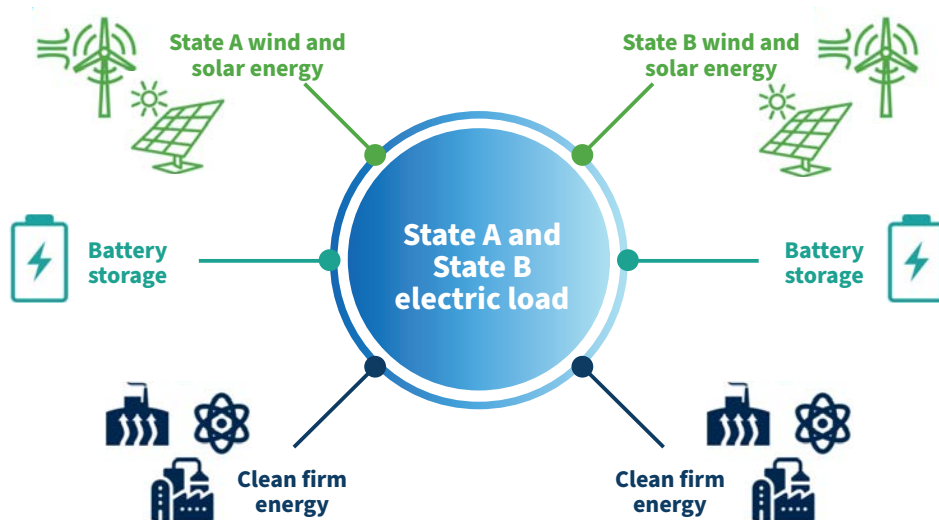 State A wind and
solar energy
State B wind and
solar energy
Battery
storage
State A and
State B
electric load
Battery
storage
Clean firm
energy
Clean firm
energy